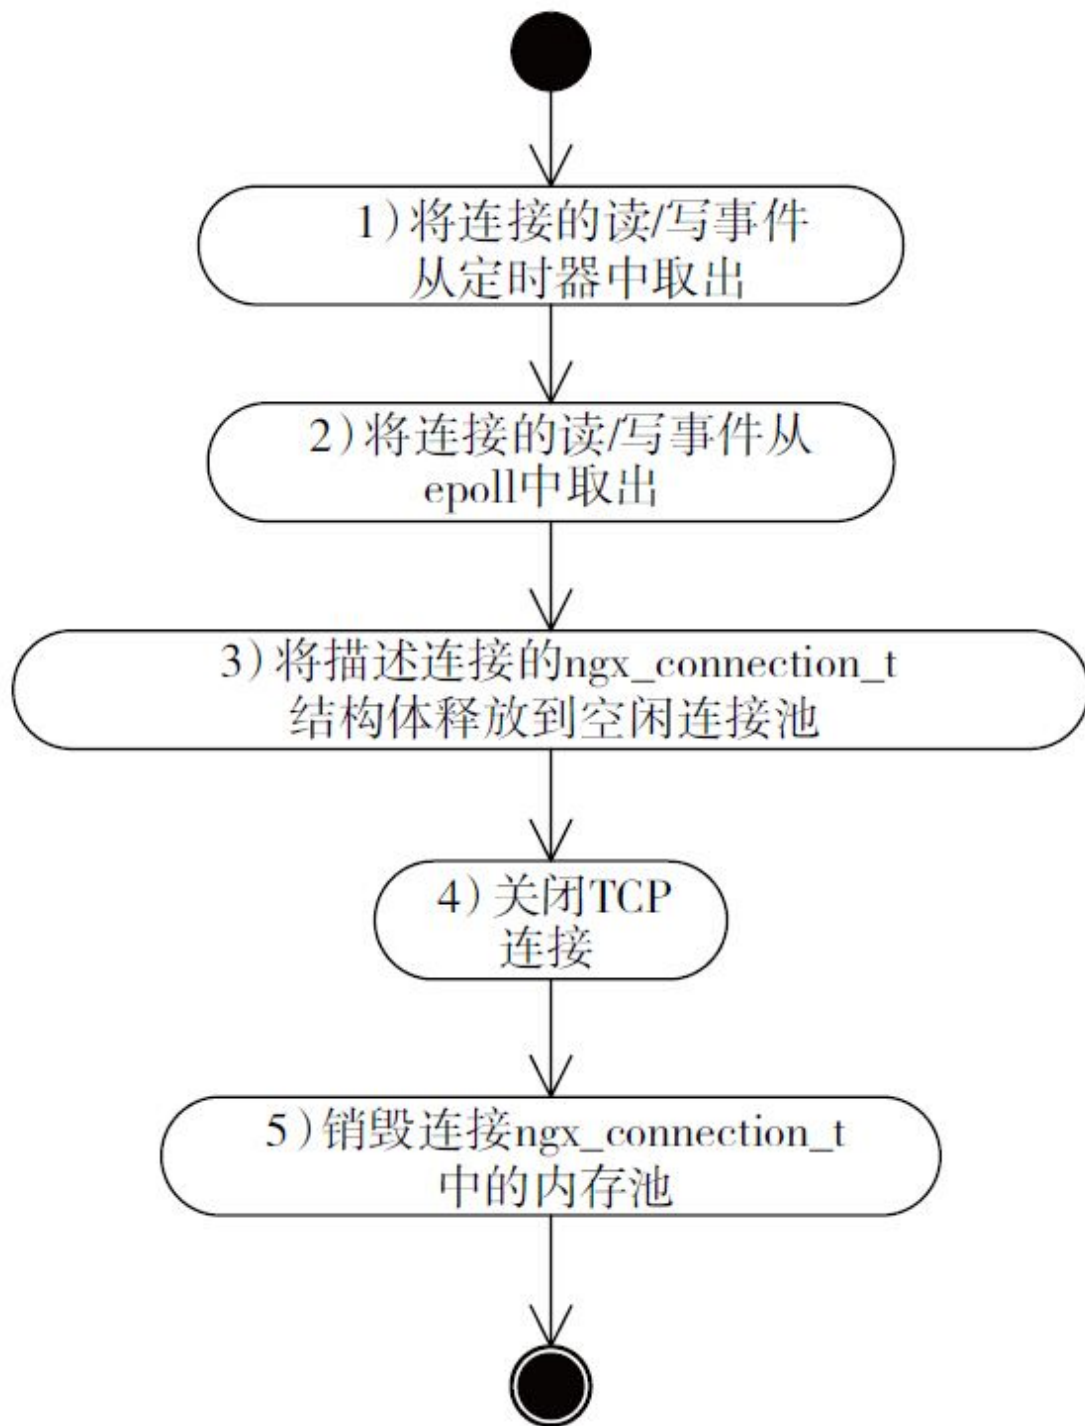 1）将连接的读/写事件
从定时器中取出
2）将连接的读/写事件从
epoll中取出
3）将描述连接的ngx_connection_t
结构体释放到空闲连接池
4）关闭TCP
连接
5）销毁连接ngx_connection_t
中的内存池